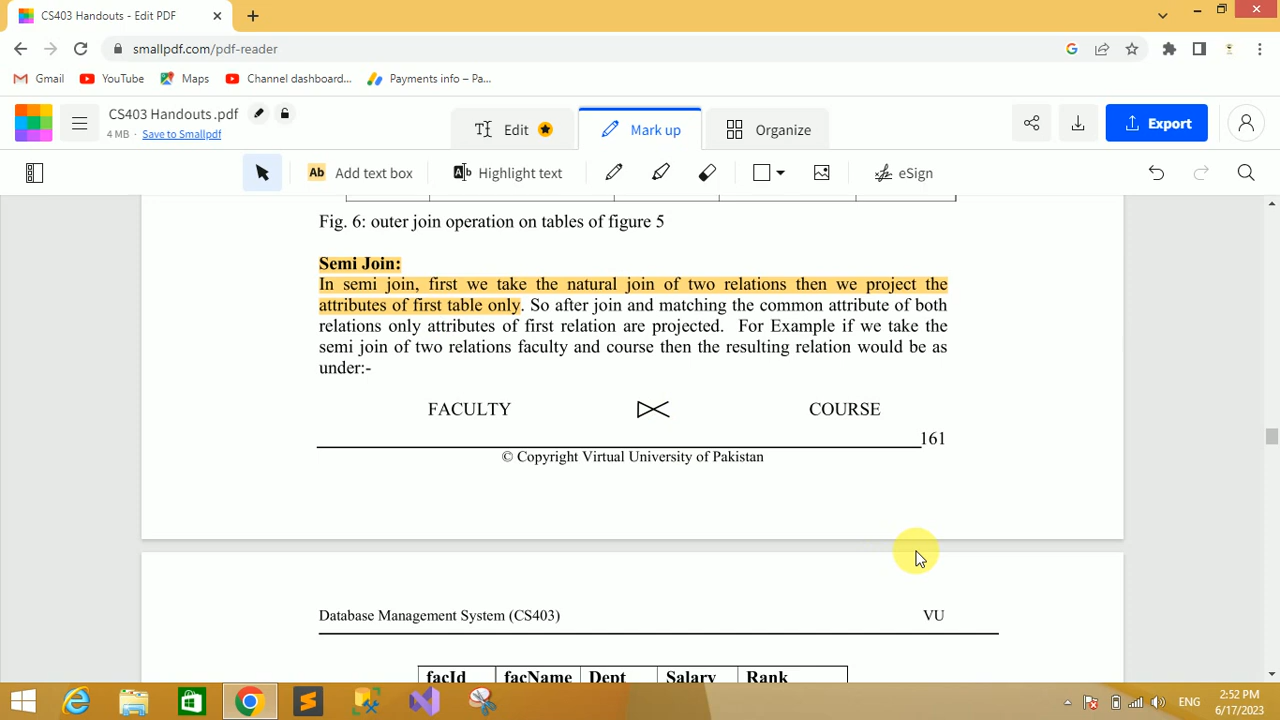 CS403 Handouts - Edit PDF
smallpdf.com/pdf-reader
Gmail YouTube Maps Channel dashboard... Payments info – Pa...
CS403 Handouts .pdf
4 MB · Save to Smallpdf
Edit Mark up Organize
Export
Ab Add text box Highlight text eSign
Fig. 6: outer join operation on tables of figure 5
Semi Join:
In semi join, first we take the natural join of two relations then we project the
attributes of first table only. So after join and matching the common attribute of both
relations only attributes of first relation are projected. For Example if we take the
semi join of two relations faculty and course then the resulting relation would be as
under:-
FACULTY COURSE
161
© Copyright Virtual University of Pakistan
Database Management System (CS403) VU
facId facName Dept Salary Rank
ENG
2:52 PM
6/17/2023